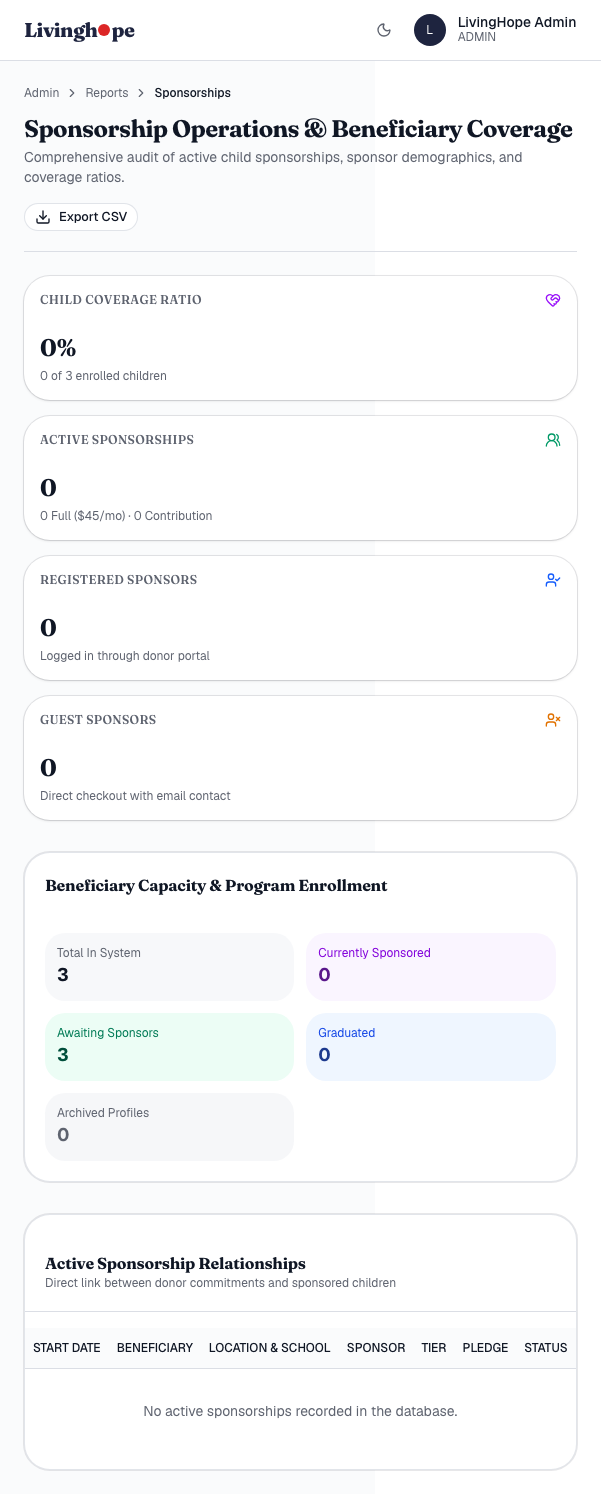 Livinghope
L
LivingHope Admin
ADMIN
Admin > Reports > Sponsorships
Sponsorship Operations & Beneficiary Coverage
Comprehensive audit of active child sponsorships, sponsor demographics, and
coverage ratios.
Export CSV
CHILD COVERAGE RATIO
0%
0 of 3 enrolled children
ACTIVE SPONSORSHIPS
0
0 Full ($45/mo) · 0 Contribution
REGISTERED SPONSORS
0
Logged in through donor portal
GUEST SPONSORS
0
Direct checkout with email contact
Beneficiary Capacity & Program Enrollment
Total In System
3
Currently Sponsored
0
Awaiting Sponsors
3
Graduated
0
Archived Profiles
0
Active Sponsorship Relationships
Direct link between donor commitments and sponsored children
START DATE BENEFICIARY LOCATION & SCHOOL SPONSOR TIER PLEDGE STATUS
No active sponsorships recorded in the database.